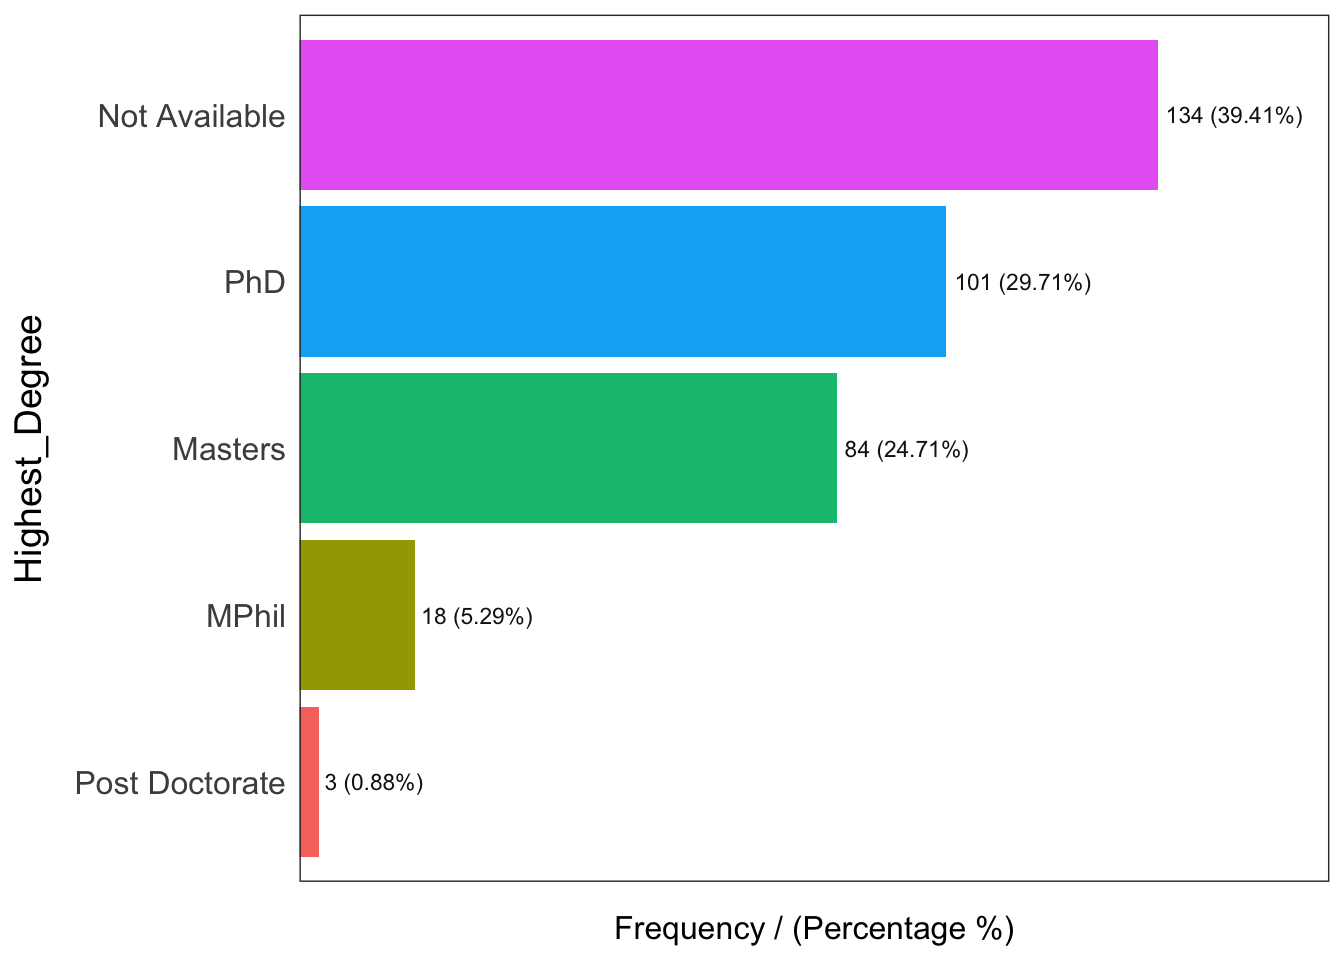 Highest_Degree
Not Available
134 (39.41%)
PhD
101 (29.71%)
Masters
84 (24.71%)
MPhil
18 (5.29%)
Post Doctorate
3 (0.88%)
Frequency / (Percentage %)